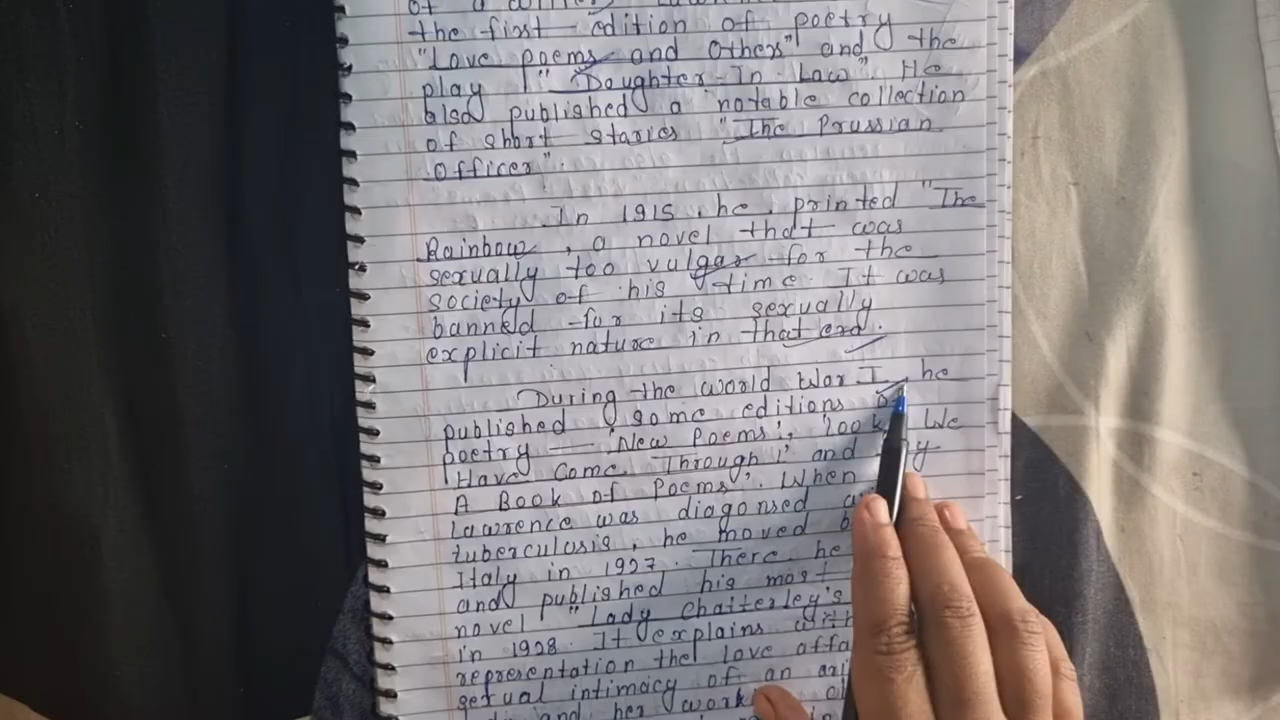 of a
the first edition of poetry
"Love poems and Others" and the
play "Daughter-In-Law". He
also published a notable collection
of short stories "The Prussian
Officer".
In 1915, he, printed "The
Rainbow, a novel that was
sexually too vulgar for the
society of his time. It was
banned for its sexually
explicit nature in that era.
During the world War I, he
published some editions of
poetry — 'New Poems', 'Look! We
Have Come Through!' and
A Book of Poems'. When
Lawrence was diagonsed
tuberculosis, he moved
Italy in 1927. There he
and published his most
novel "Lady Chatterley's
in 1928. It explains with
representation the love
sexual intimacy of an
and her
in